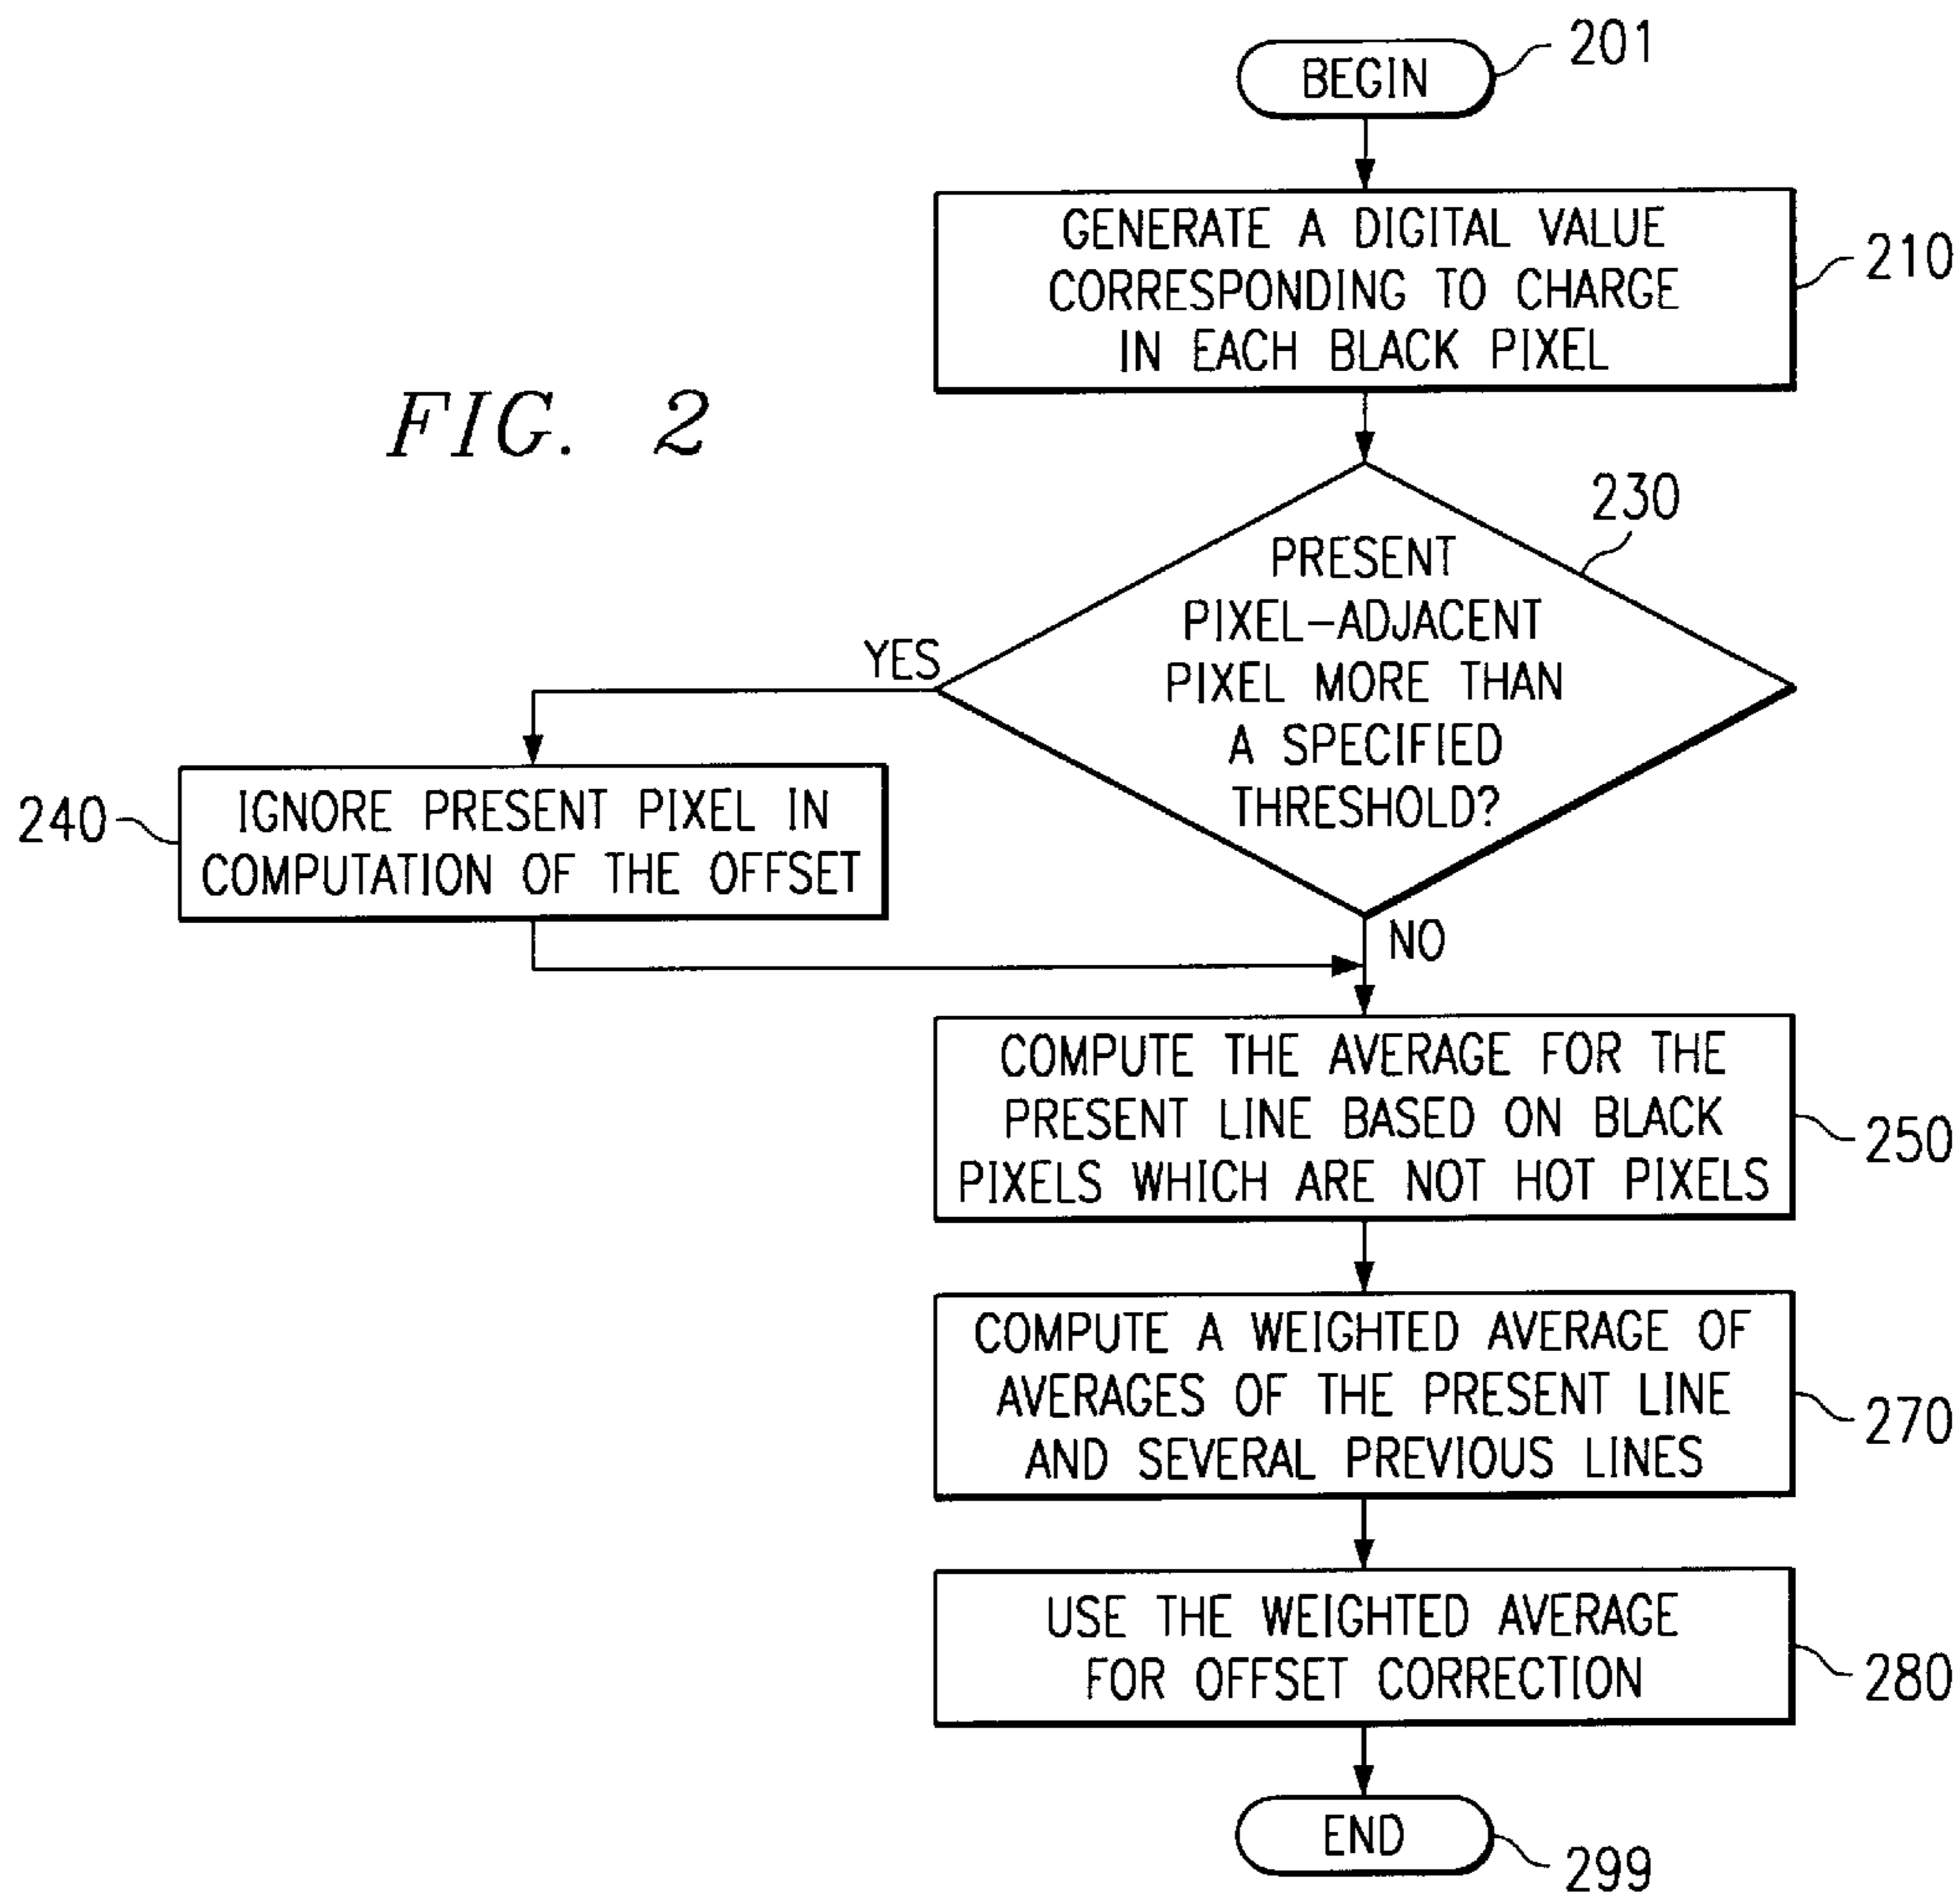 BEGIN
201
GENERATE A DIGITAL VALUE
CORRESPONDING TO CHARGE
IN EACH BLACK PIXEL
210
FIG. 2
230
PRESENT
PIXEL-ADJACENT
PIXEL MORE THAN
A SPECIFIED
THRESHOLD?
YES
240
IGNORE PRESENT PIXEL IN
COMPUTATION OF THE OFFSET
NO
COMPUTE THE AVERAGE FOR THE
PRESENT LINE BASED ON BLACK
PIXELS WHICH ARE NOT HOT PIXELS
250
COMPUTE A WEIGHTED AVERAGE OF
AVERAGES OF THE PRESENT LINE
AND SEVERAL PREVIOUS LINES
270
USE THE WEIGHTED AVERAGE
FOR OFFSET CORRECTION
280
END
299